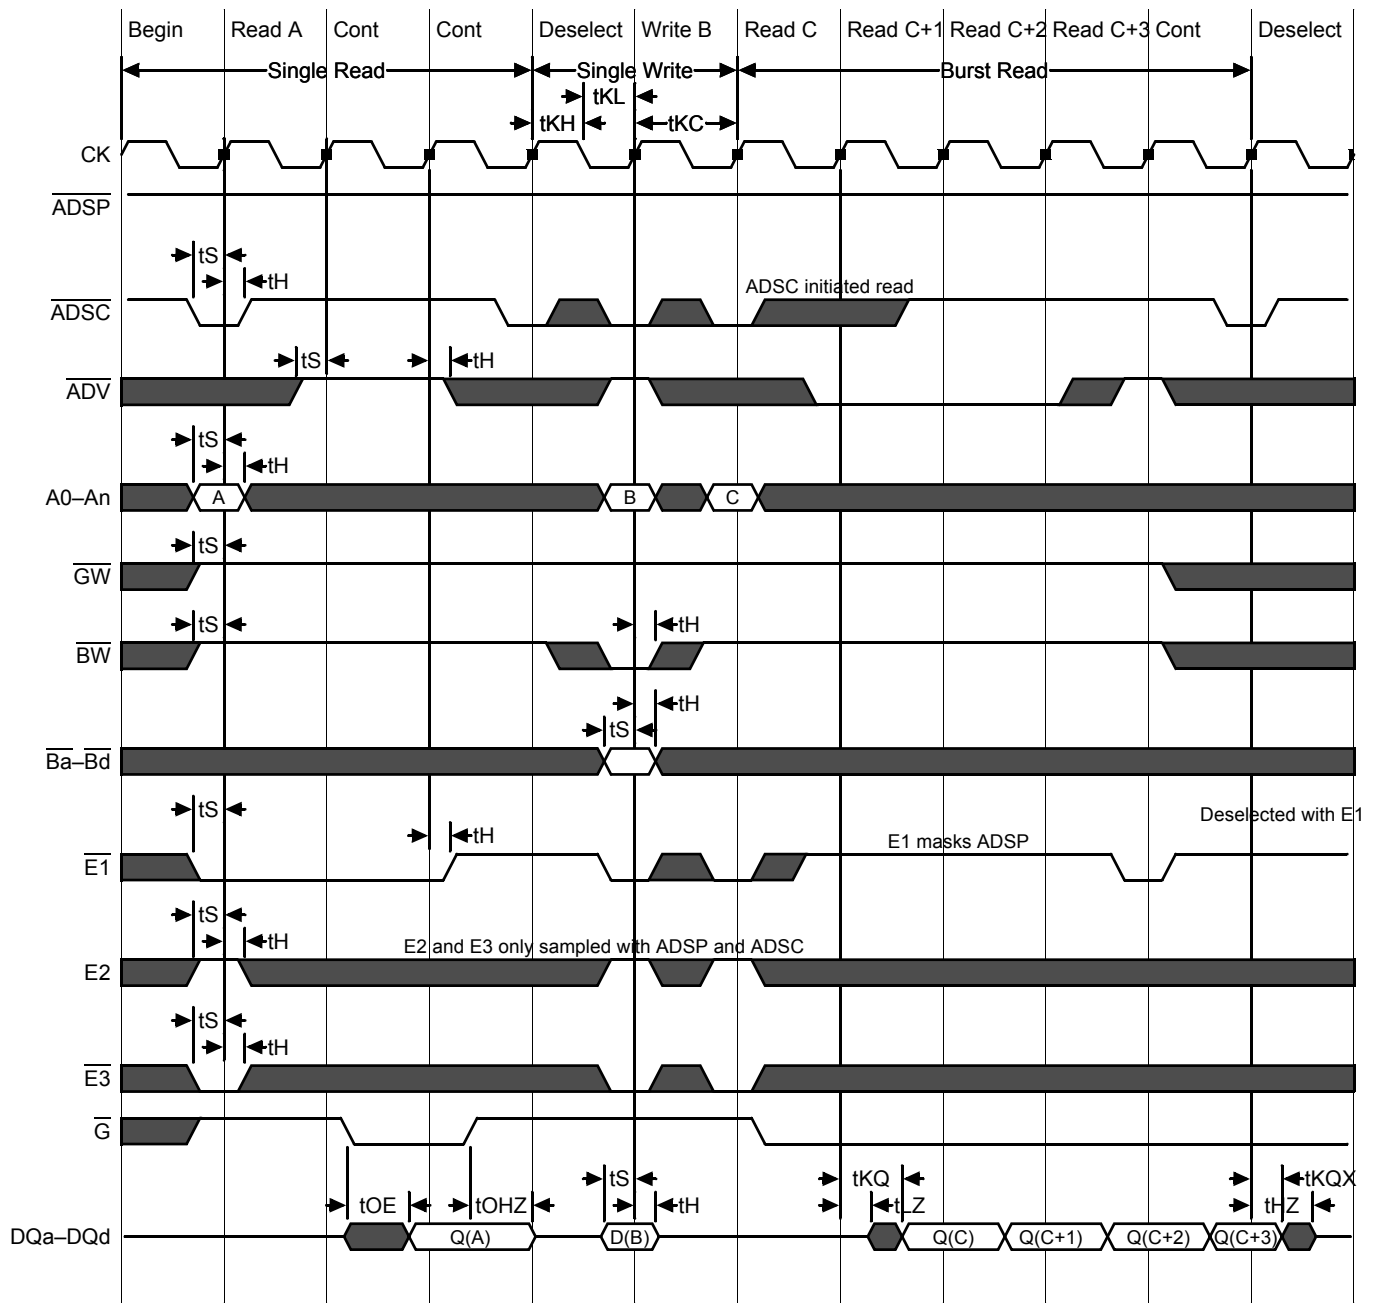 Begin Read A Cont Cont Deselect Write B Read C Read C+1 Read C+2 Read C+3 Cont Deselect
Single Read Single Write Burst Read
tKL
tKH tKC
CK
ADSP
tS
tH
ADSC initiated read
ADSC
tS tH
ADV
tS
tH
A0–An A B C
tS
GW
tS tH
BW
tH
tS
Ba–Bd
tS
Deselected with E1
tH E1 masks ADSP
E1
tS
tH E2 and E3 only sampled with ADSP and ADSC
E2
tS
tH
E3
G
tS tKQ tKQX
tOE tOHZ tH tLZ tHZ
DQa–DQd Q(A) D(B) Q(C) Q(C+1) Q(C+2) Q(C+3)